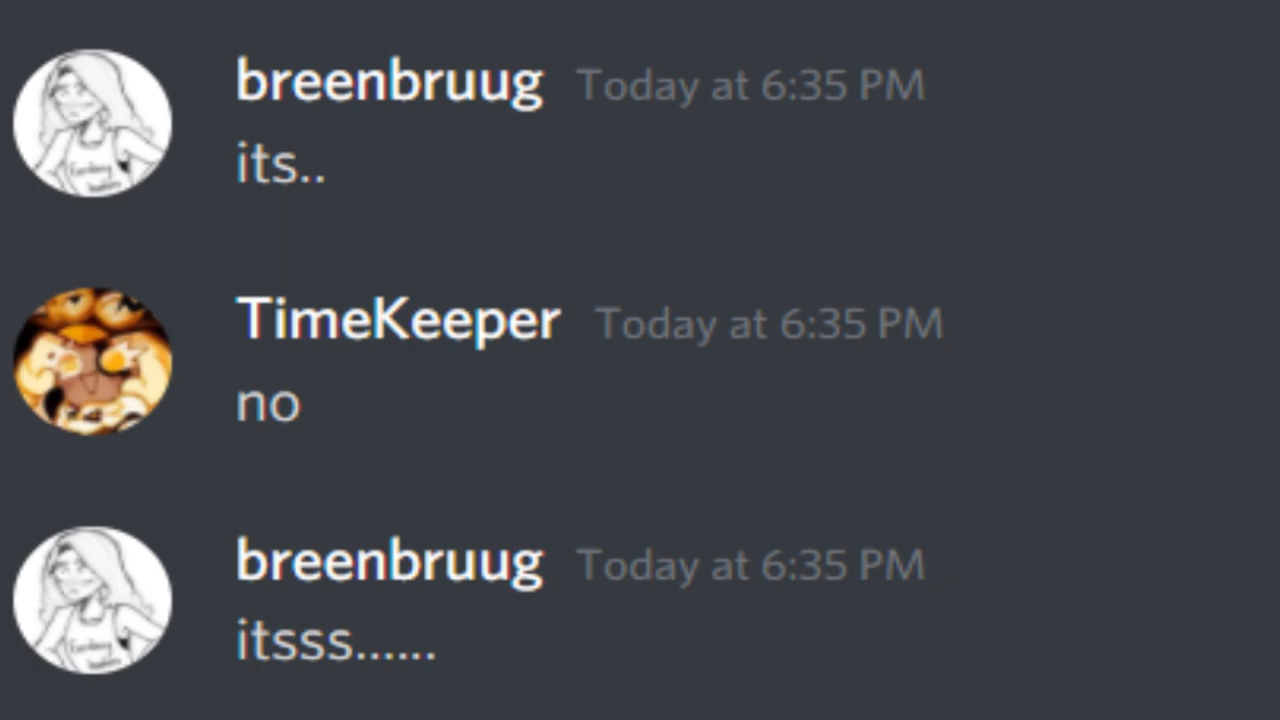 breenbruug Today at 6:35 PM
its..
TimeKeeper Today at 6:35 PM
no
breenbruug Today at 6:35 PM
itsss......